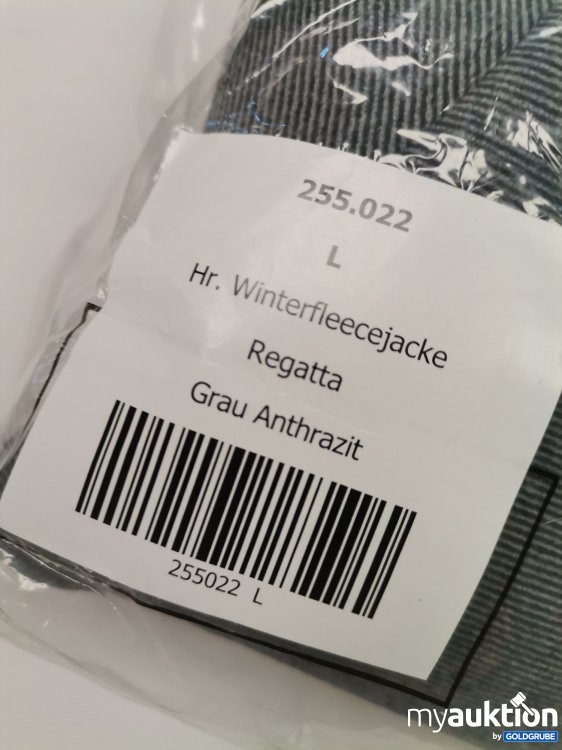 255.022
L
Hr. Winterfleecejacke
Regatta
Grau Anthrazit
255022 L
myauktion
by GOLDGRUBE